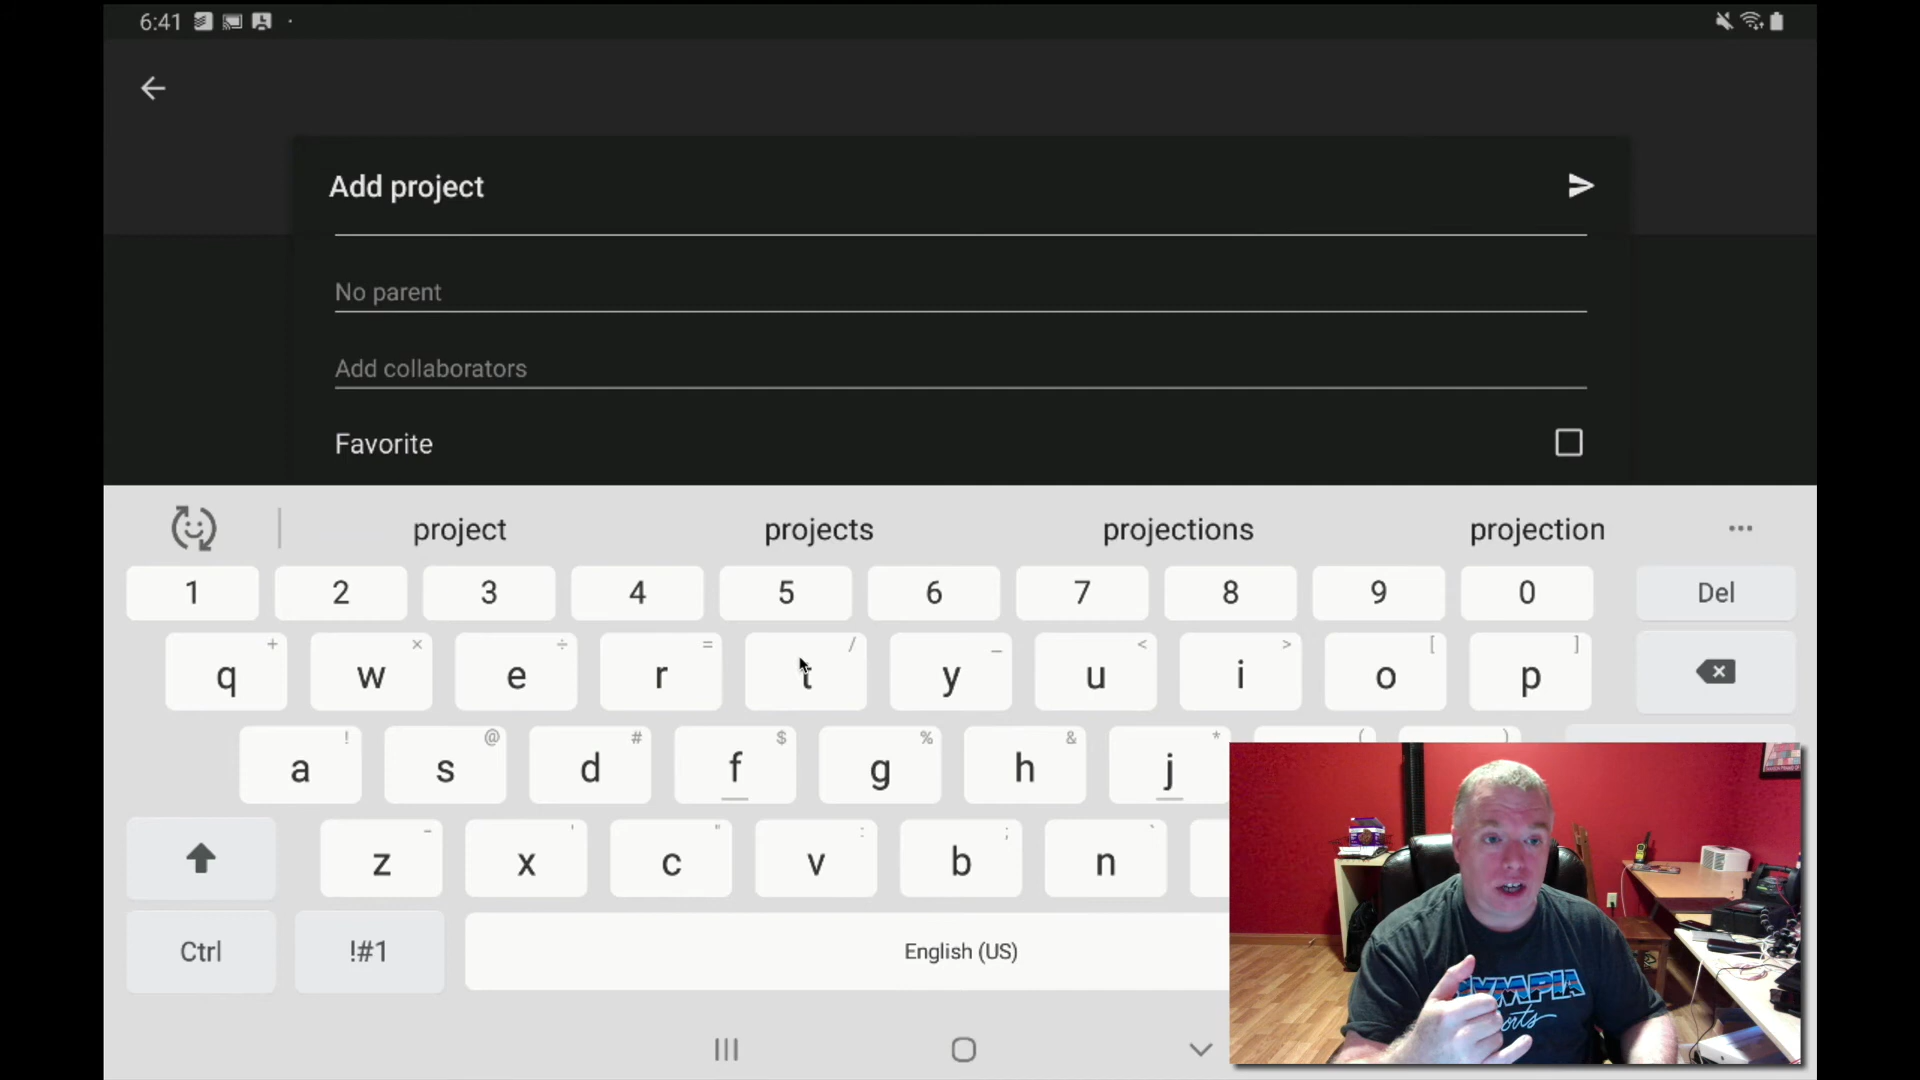 6:41
Add project
No parent
Add collaborators
Favorite
project projects projections projection ...
1 2 3 4 5 6 7 8 9 0 Del
+ × ÷ = / _ < > [ ]
q w e r t y u i o p
! @ # $ % & * ( )
a s d f g h j
- ' " : ; `
z x c v b n
Ctrl !#1 English (US)